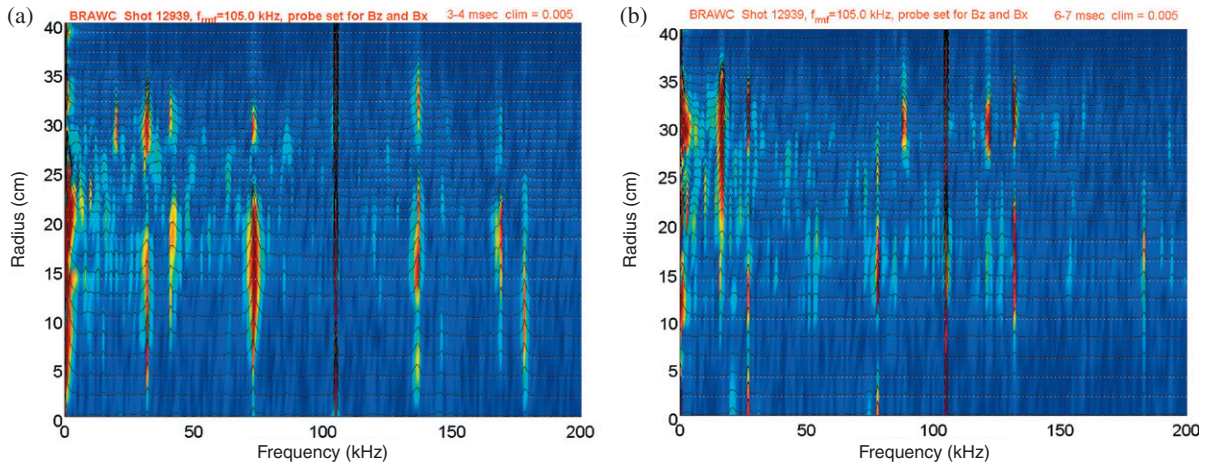 (a)
BRAWC Shot 12939, f_rmf=105.0 kHz, probe set for Bz and Bx 3-4 msec clim = 0.005
40
35
30
25
20
15
10
5
0
Radius (cm)
0 50 100 150 200
Frequency (kHz)
(b)
BRAWC Shot 12939, f_rmf=105.0 kHz, probe set for Bz and Bx 6-7 msec clim = 0.005
40
35
30
25
20
15
10
5
0
Radius (cm)
0 50 100 150 200
Frequency (kHz)